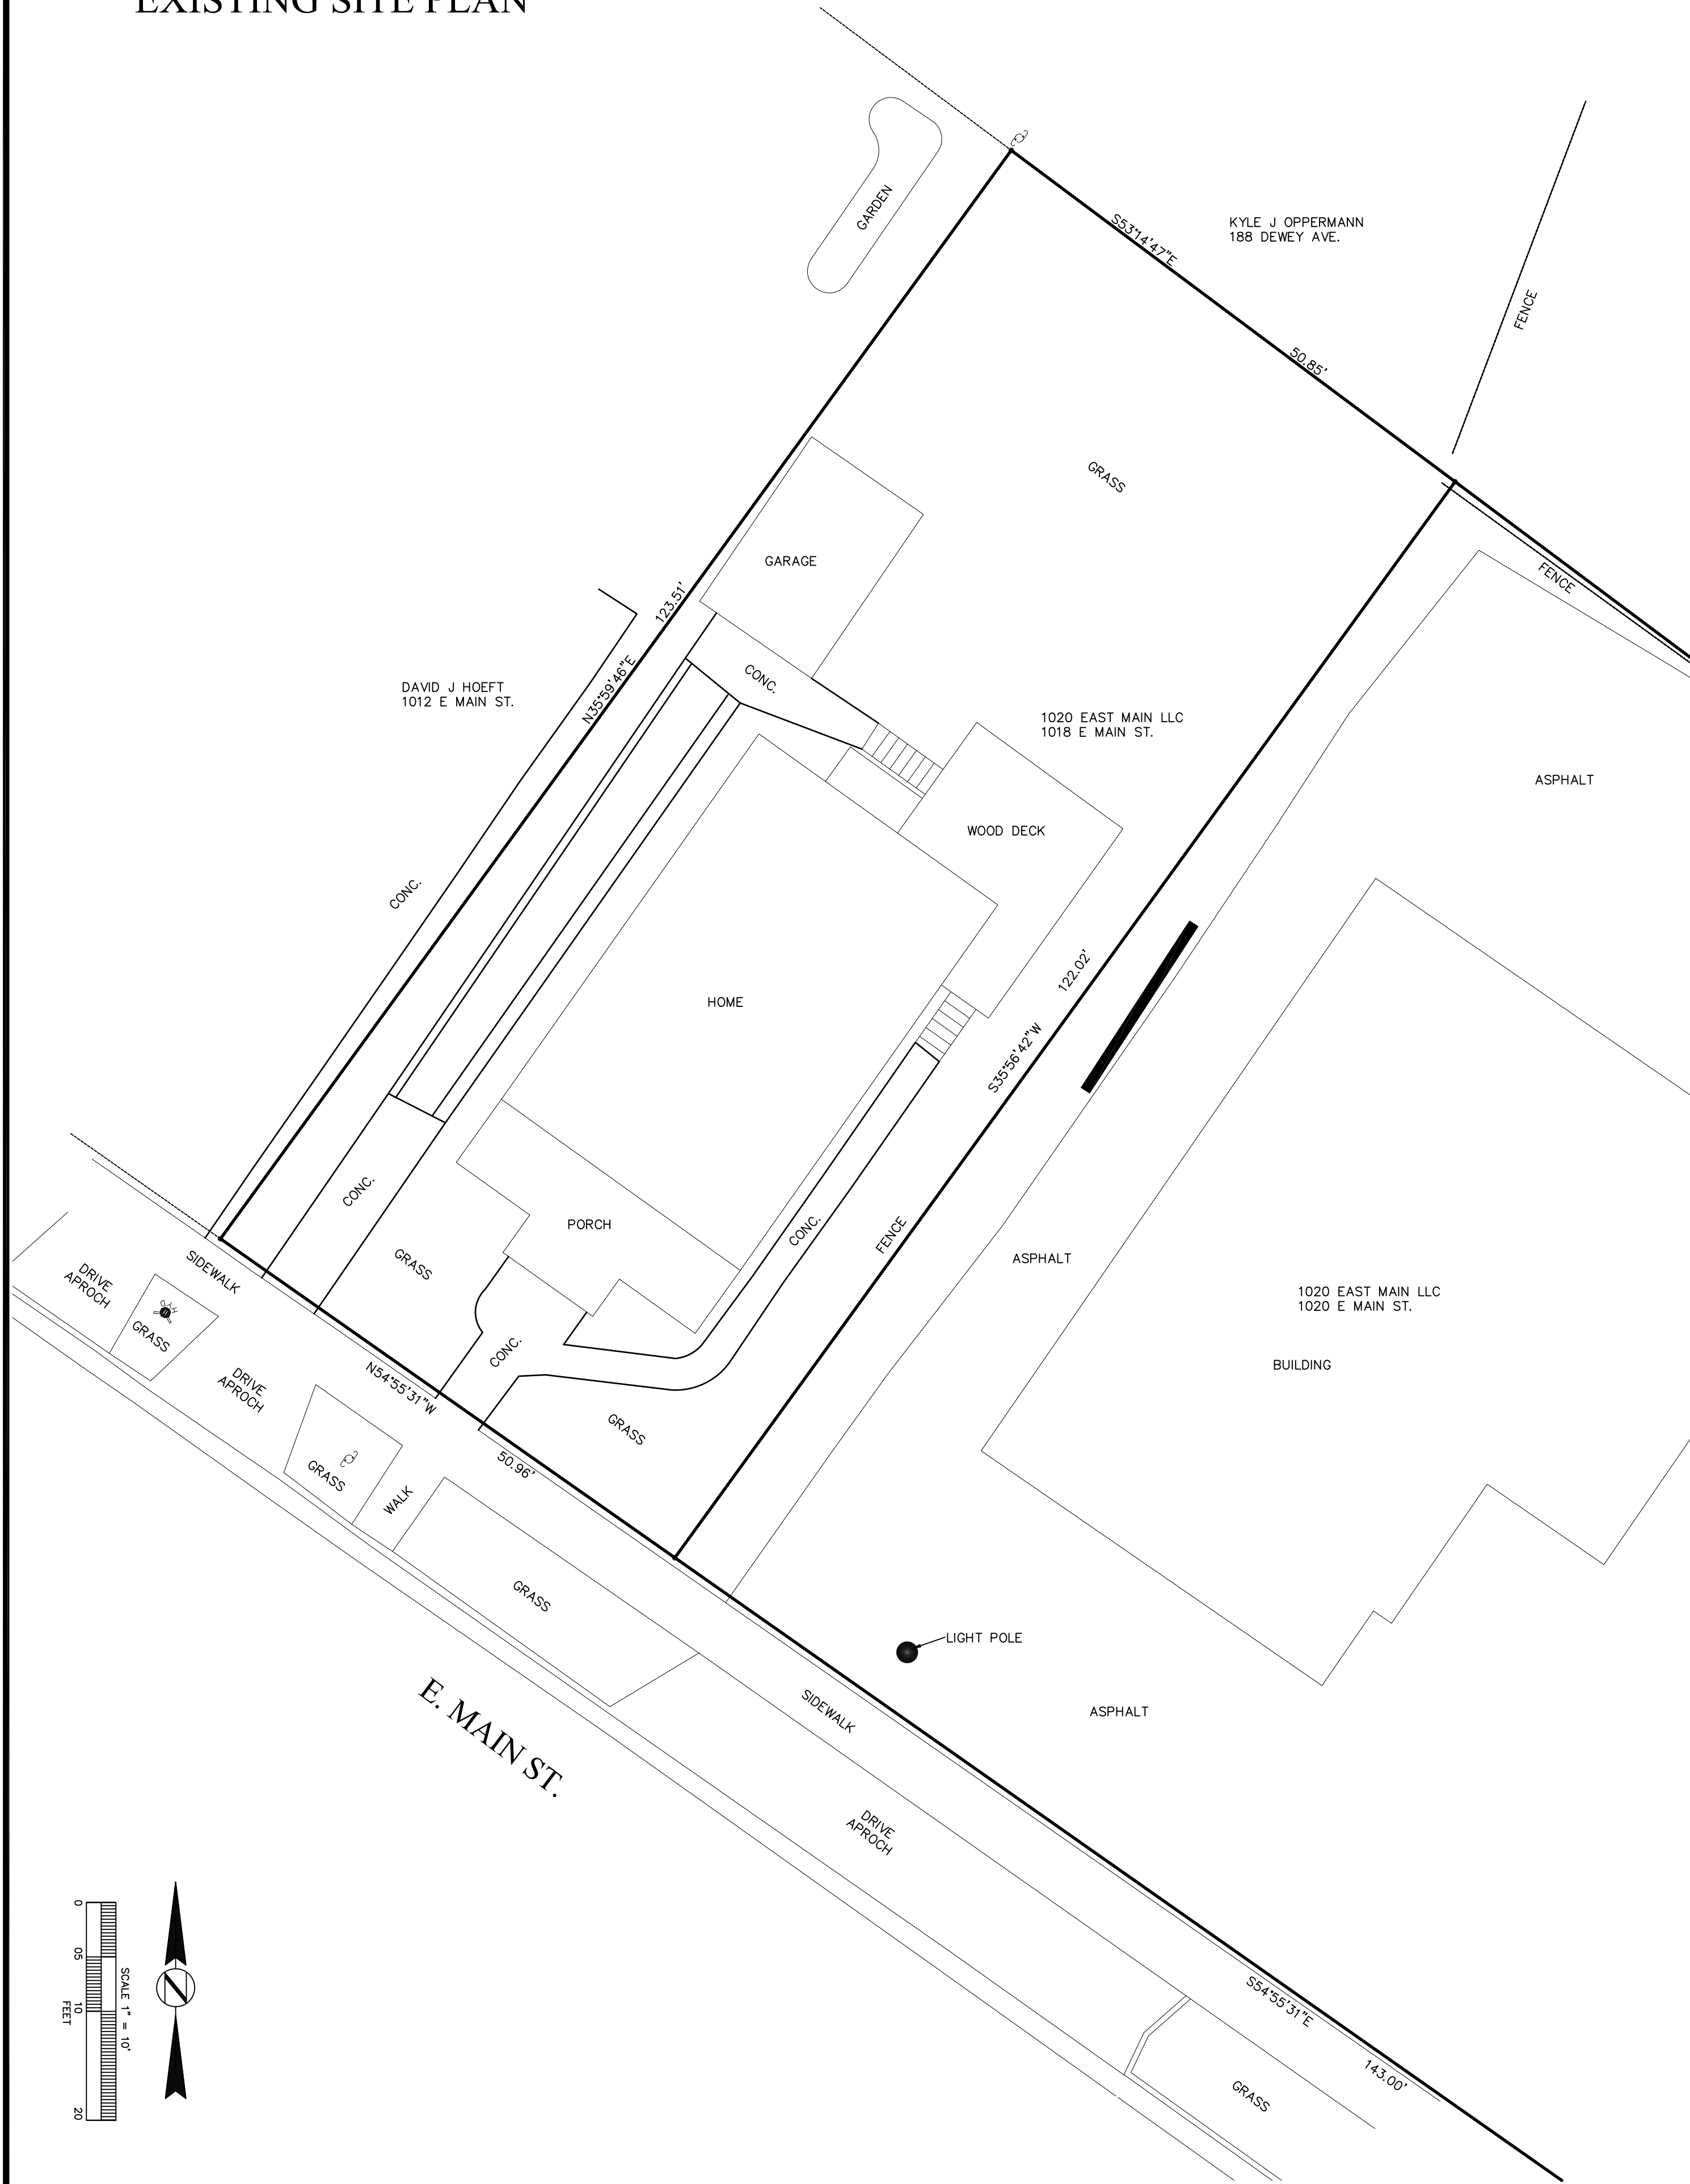 EXISTING SITE PLAN
GARDEN
S53°14'47"E
KYLE J OPPERMANN
188 DEWEY AVE.
FENCE
50.85'
GRASS
GARAGE
FENCE
123.51'
N35°59'46"E
CONC.
DAVID J HOEFT
1012 E MAIN ST.
1020 EAST MAIN LLC
1018 E MAIN ST.
ASPHALT
WOOD DECK
CONC.
HOME
122.02'
S35°56'42"W
CONC.
PORCH
CONC.
FENCE
GRASS
SIDEWALK
DRIVE
APROCH
GRASS
ASPHALT
1020 EAST MAIN LLC
1020 E MAIN ST.
BUILDING
CONC.
DRIVE
APROCH
N54°55'31"W
GRASS
50.96'
GRASS
WALK
GRASS
LIGHT POLE
SIDEWALK
ASPHALT
E. MAIN ST.
DRIVE
APROCH
S54°55'31"E
143.00'
GRASS
N
SCALE 1" = 10'
0
05
10
20
FEET